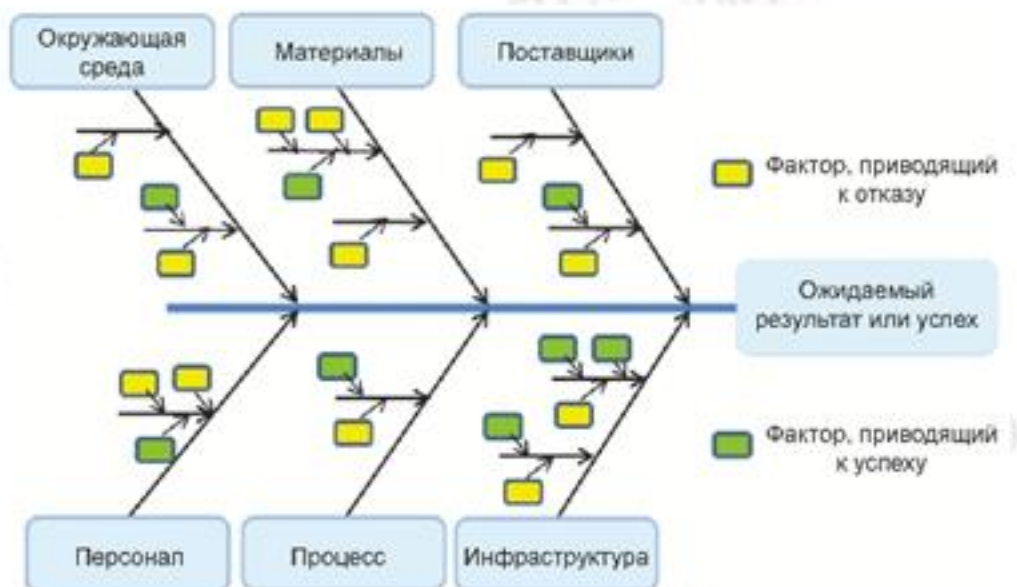 Окружающая
среда
Материалы
Поставщики
Фактор, приводящий
к отказу
Ожидаемый
результат или успех
Фактор, приводящий
к успеху
Персонал
Процесс
Инфраструктура